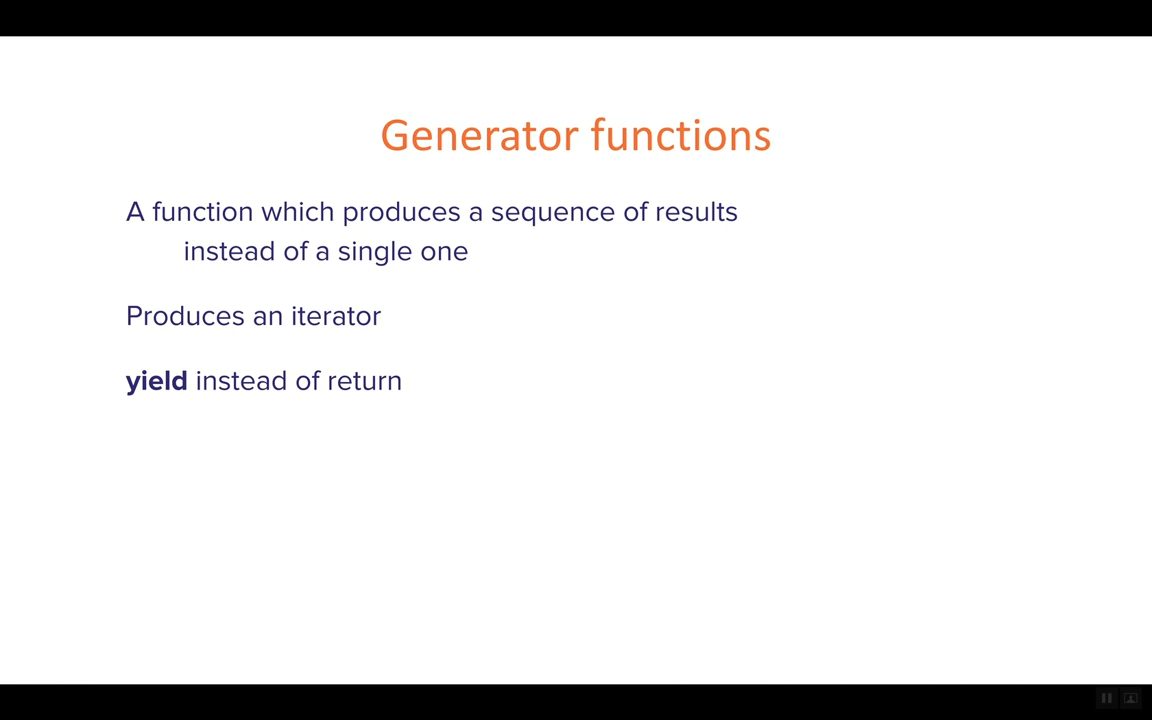 Generator functions
A function which produces a sequence of results
instead of a single one
Produces an iterator
yield instead of return